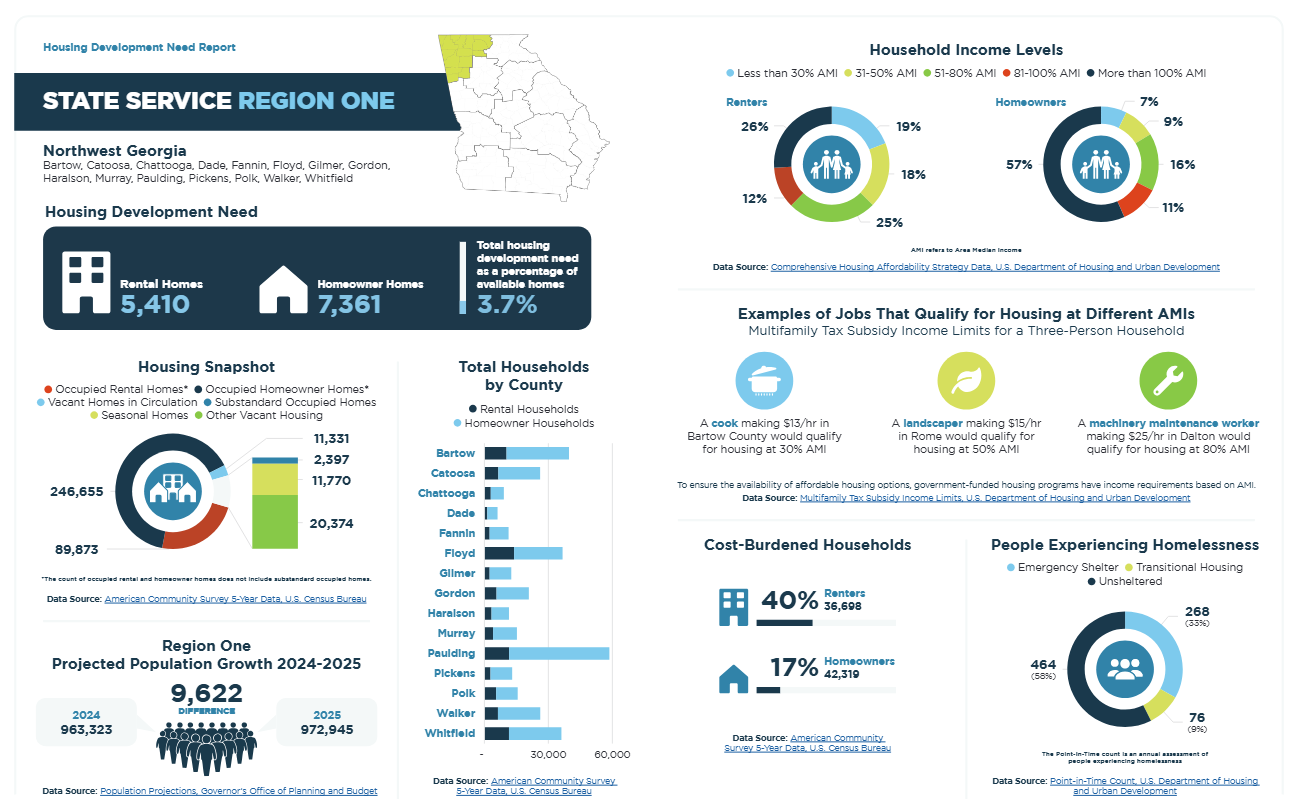 Housing Development Need Report
STATE SERVICE REGION ONE
Northwest Georgia
Bartow, Catoosa, Chattooga, Dade, Fannin, Floyd, Gilmer, Gordon,
Haralson, Murray, Paulding, Pickens, Polk, Walker, Whitfield
Housing Development Need
Rental Homes
5,410
Homeowner Homes
7,361
Total housing
development need
as a percentage of
available homes
3.7%
Housing Snapshot
Occupied Rental Homes* Occupied Homeowner Homes*
Vacant Homes in Circulation Substandard Occupied Homes
Seasonal Homes Other Vacant Housing
11,331
2,397
11,770
20,374
246,655
89,873
*The count of occupied rental and homeowner homes does not include substandard occupied homes.
Data Source: American Community Survey 5-Year Data, U.S. Census Bureau
Region One
Projected Population Growth 2024-2025
9,622
DIFFERENCE
2024
963,323
2025
972,945
Data Source: Population Projections, Governor's Office of Planning and Budget
Total Households
by County
Rental Households
Homeowner Households
Bartow
Catoosa
Chattooga
Dade
Fannin
Floyd
Gilmer
Gordon
Haralson
Murray
Paulding
Pickens
Polk
Walker
Whitfield
- 30,000 60,000
Data Source: American Community Survey
5-Year Data, U.S. Census Bureau
Household Income Levels
Less than 30% AMI 31-50% AMI 51-80% AMI 81-100% AMI More than 100% AMI
Renters
26%
19%
18%
12%
25%
Homeowners
7%
9%
57%
16%
11%
AMI refers to Area Median Income
Data Source: Comprehensive Housing Affordability Strategy Data, U.S. Department of Housing and Urban Development
Examples of Jobs That Qualify for Housing at Different AMIs
Multifamily Tax Subsidy Income Limits for a Three-Person Household
A cook making $13/hr in
Bartow County would qualify
for housing at 30% AMI
A landscaper making $15/hr
in Rome would qualify for
housing at 50% AMI
A machinery maintenance worker
making $25/hr in Dalton would
qualify for housing at 80% AMI
To ensure the availability of affordable housing options, government-funded housing programs have income requirements based on AMI.
Data Source: Multifamily Tax Subsidy Income Limits, U.S. Department of Housing and Urban Development
Cost-Burdened Households
40% Renters
36,698
17% Homeowners
42,319
Data Source: American Community
Survey 5-Year Data, U.S. Census Bureau
People Experiencing Homelessness
Emergency Shelter Transitional Housing
Unsheltered
268
(33%)
464
(58%)
76
(9%)
The Point-in-Time count is an annual assessment of
people experiencing homelessness
Data Source: Point-in-Time Count, U.S. Department of Housing
and Urban Development